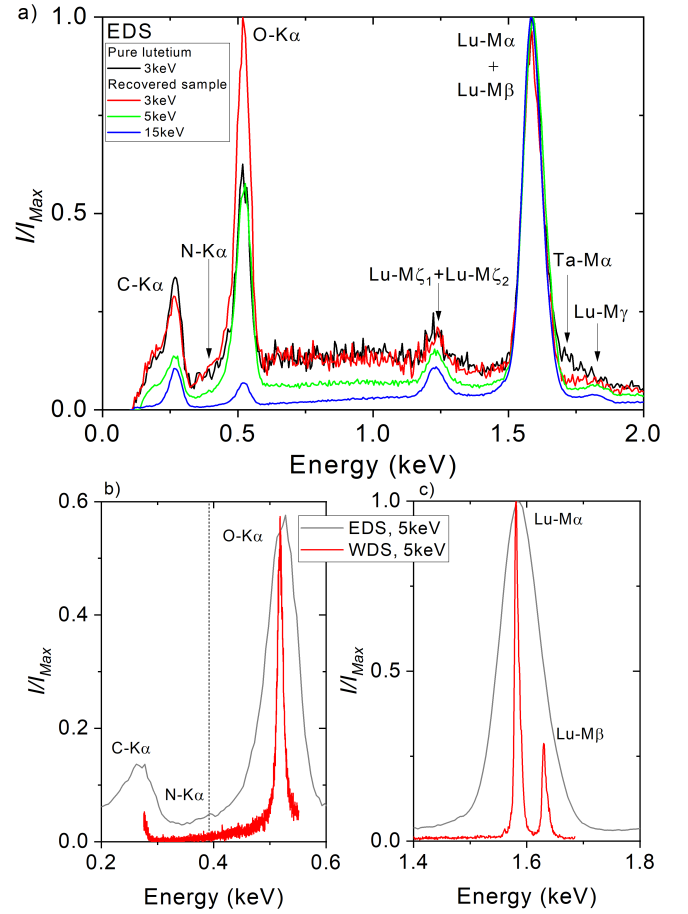 a)
EDS
Pure lutetium
3keV
Recovered sample
3keV
5keV
15keV
O-Kα
Lu-Mα
+
Lu-Mβ
N-Kα
C-Kα
Lu-Mζ₁+Lu-Mζ₂
Ta-Mα
Lu-Mγ
I/I_Max
1.0
0.5
0.0
0.0 0.5 1.0 1.5 2.0
Energy (keV)
b)
0.6
0.4
0.2
0.0
I/I_Max
O-Kα
C-Kα
N-Kα
0.2 0.4 0.6
Energy (keV)
EDS, 5keV
WDS, 5keV
c)
1.0
0.5
0.0
I/I_Max
Lu-Mα
Lu-Mβ
1.4 1.6 1.8
Energy (keV)